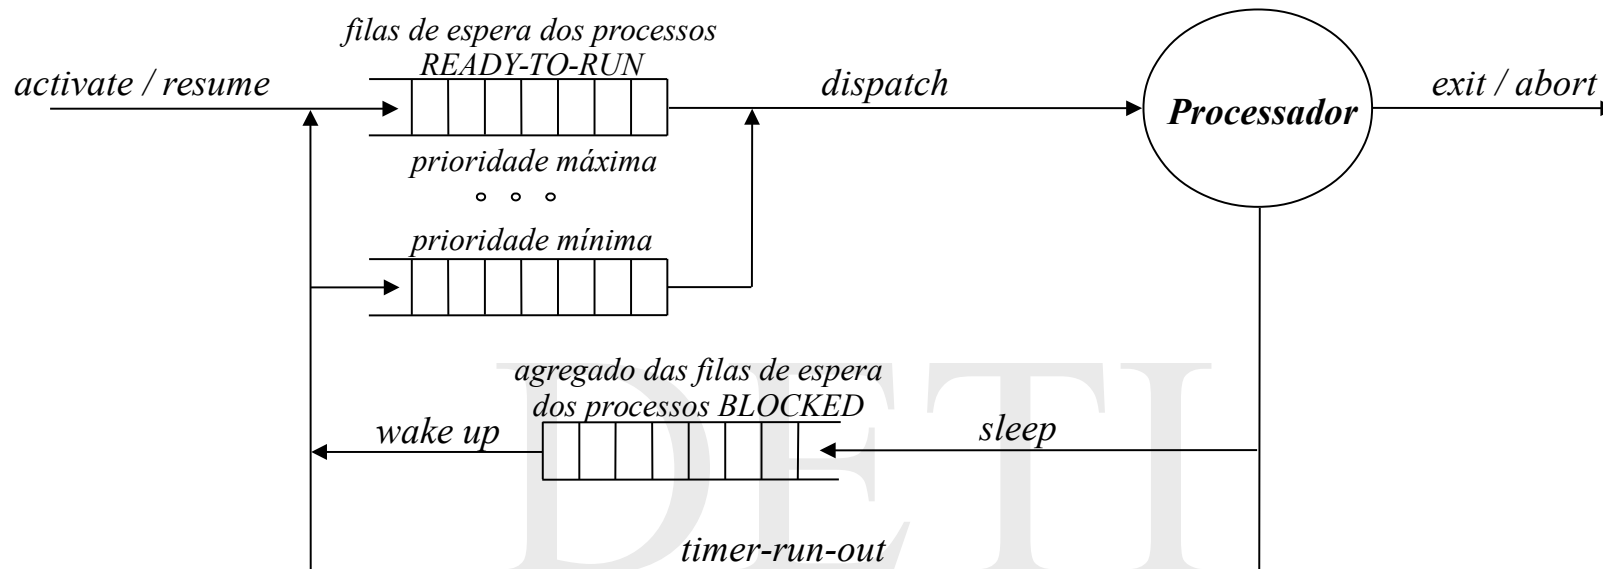 filas de espera dos processos
READY-TO-RUN
activate / resume
dispatch
Processador
exit / abort
prioridade máxima
prioridade mínima
agregado das filas de espera
dos processos BLOCKED
wake up
sleep
timer-run-out
DETI